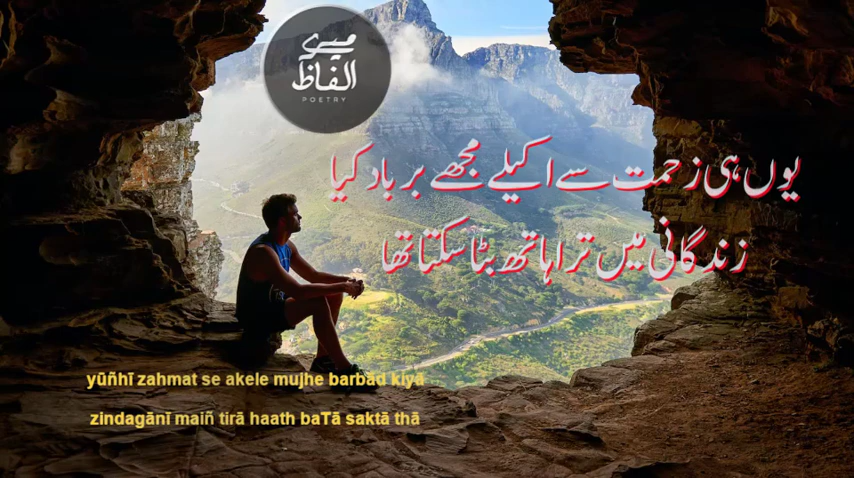 میرے
الفاظ
POETRY
یوں ہی زحمت سے اکیلے مجھے برباد کیا
زندگانی میں ترا ہاتھ بٹا سکتا تھا
yūñhī zahmat se akele mujhe barbād kiyā
zindagānī maiñ tirā haath baTā saktā thā